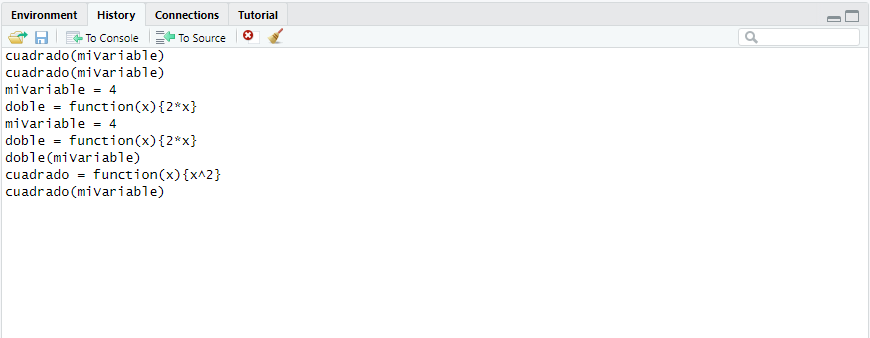 Environment History Connections Tutorial
To Console To Source
cuadrado(miVariable)
cuadrado(miVariable)
miVariable = 4
doble = function(x){2*x}
miVariable = 4
doble = function(x){2*x}
doble(miVariable)
cuadrado = function(x){x^2}
cuadrado(miVariable)